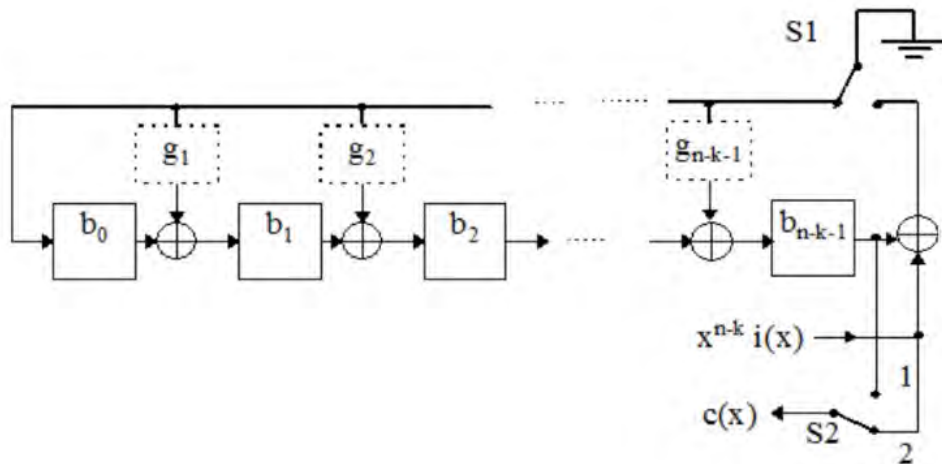 S1
g₁ g₂ gₙ₋ₖ₋₁
b₀ b₁ b₂ bₙ₋ₖ₋₁
xⁿ⁻ᵏ i(x)
1
c(x) S2
2